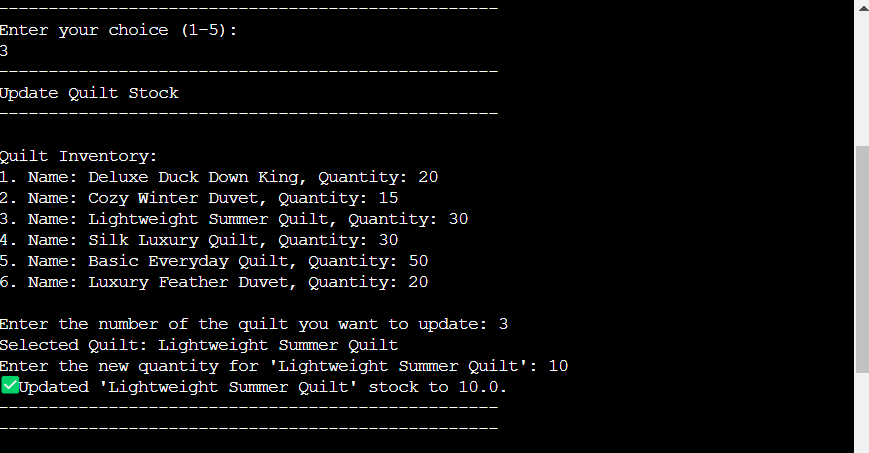 --------------------------------------------------
Enter your choice (1-5):
3
--------------------------------------------------
Update Quilt Stock
--------------------------------------------------
Quilt Inventory:
1. Name: Deluxe Duck Down King, Quantity: 20
2. Name: Cozy Winter Duvet, Quantity: 15
3. Name: Lightweight Summer Quilt, Quantity: 30
4. Name: Silk Luxury Quilt, Quantity: 30
5. Name: Basic Everyday Quilt, Quantity: 50
6. Name: Luxury Feather Duvet, Quantity: 20
Enter the number of the quilt you want to update: 3
Selected Quilt: Lightweight Summer Quilt
Enter the new quantity for 'Lightweight Summer Quilt': 10
✅Updated 'Lightweight Summer Quilt' stock to 10.0.
--------------------------------------------------
--------------------------------------------------